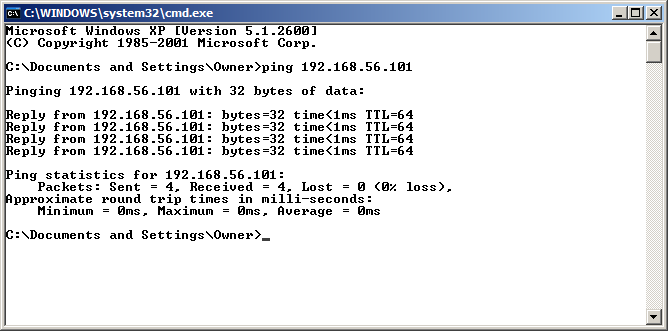 C:\WINDOWS\system32\cmd.exe
Microsoft Windows XP [Version 5.1.2600]
(C) Copyright 1985-2001 Microsoft Corp.
C:\Documents and Settings\Owner>ping 192.168.56.101
Pinging 192.168.56.101 with 32 bytes of data:
Reply from 192.168.56.101: bytes=32 time<1ms TTL=64
Reply from 192.168.56.101: bytes=32 time<1ms TTL=64
Reply from 192.168.56.101: bytes=32 time<1ms TTL=64
Reply from 192.168.56.101: bytes=32 time<1ms TTL=64
Ping statistics for 192.168.56.101:
    Packets: Sent = 4, Received = 4, Lost = 0 (0% loss),
Approximate round trip times in milli-seconds:
    Minimum = 0ms, Maximum = 0ms, Average = 0ms
C:\Documents and Settings\Owner>_